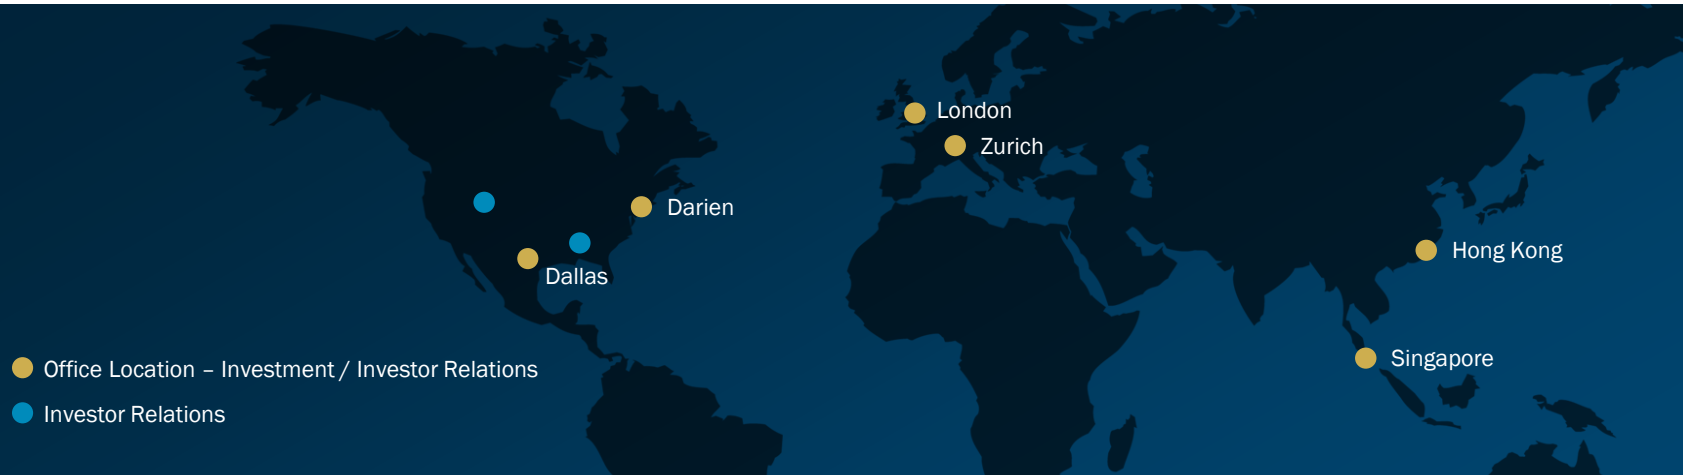 London
Zurich
Darien
Hong Kong
Dallas
Singapore
Office Location – Investment / Investor Relations
Investor Relations